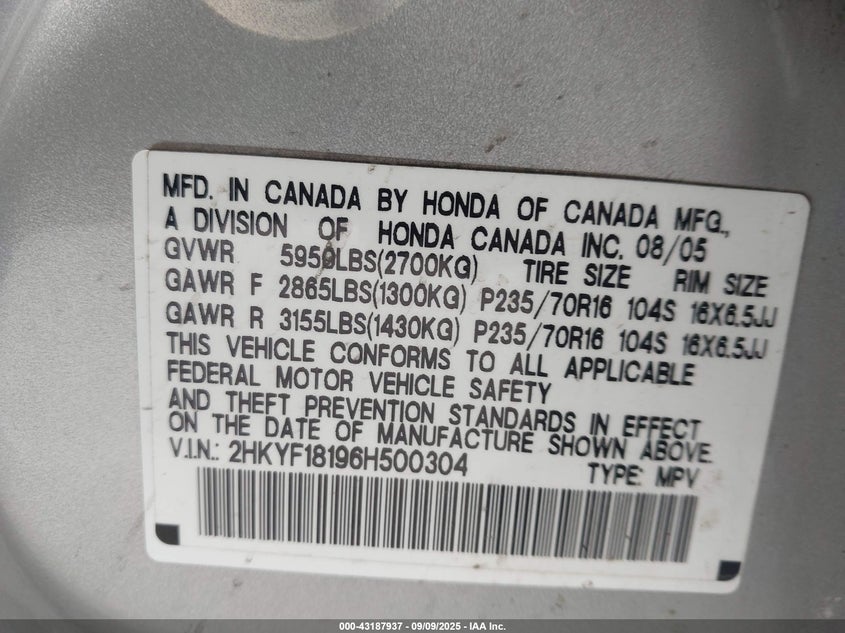 MFD. IN CANADA BY HONDA OF CANADA MFG.,
A DIVISION OF HONDA CANADA INC. 08/05
GVWR 5950LBS(2700KG) TIRE SIZE RIM SIZE
GAWR F 2865LBS(1300KG) P235/70R16 104S 16X6.5JJ
GAWR R 3155LBS(1430KG) P235/70R16 104S 16X6.5JJ
THIS VEHICLE CONFORMS TO ALL APPLICABLE
FEDERAL MOTOR VEHICLE SAFETY
AND THEFT PREVENTION STANDARDS IN EFFECT
ON THE DATE OF MANUFACTURE SHOWN ABOVE.
V.I.N.: 2HKYF18196H500304 TYPE: MPV
000-43187937 - 09/09/2025 - IAA Inc.